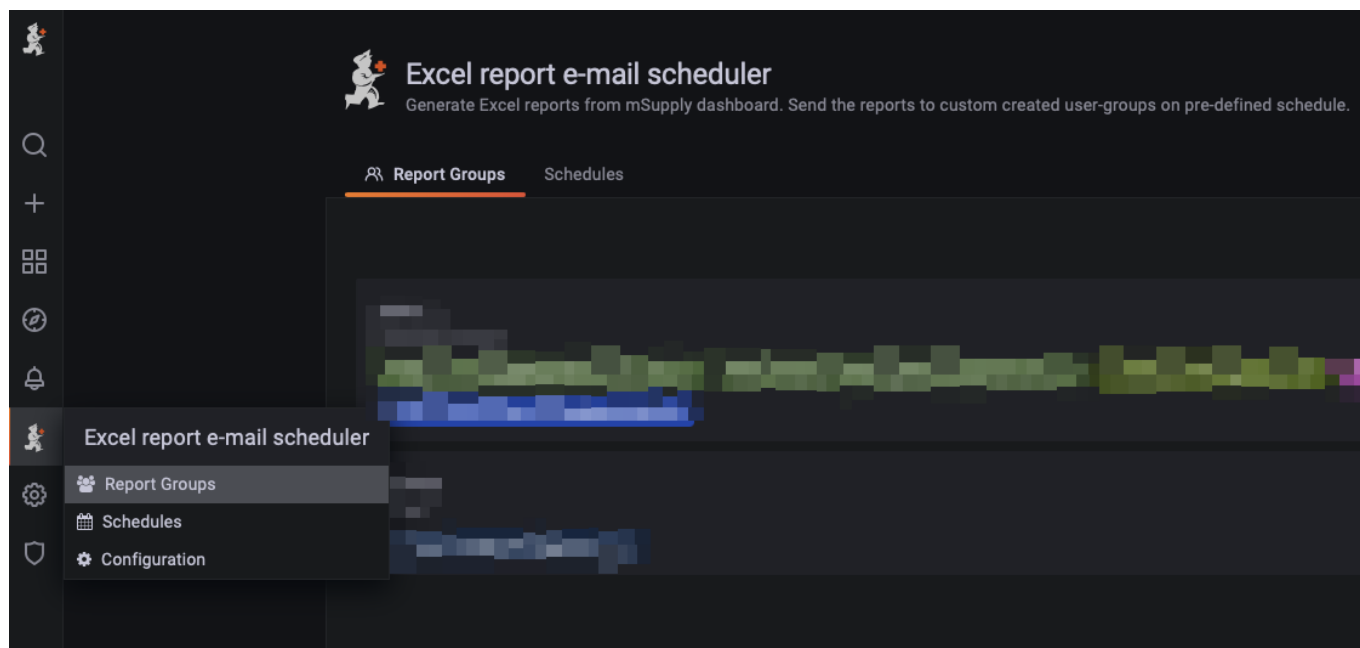 Excel report e-mail scheduler
Generate Excel reports from mSupply dashboard. Send the reports to custom created user-groups on pre-defined schedule.
Report Groups
Schedules
Excel report e-mail scheduler
Report Groups
Schedules
Configuration